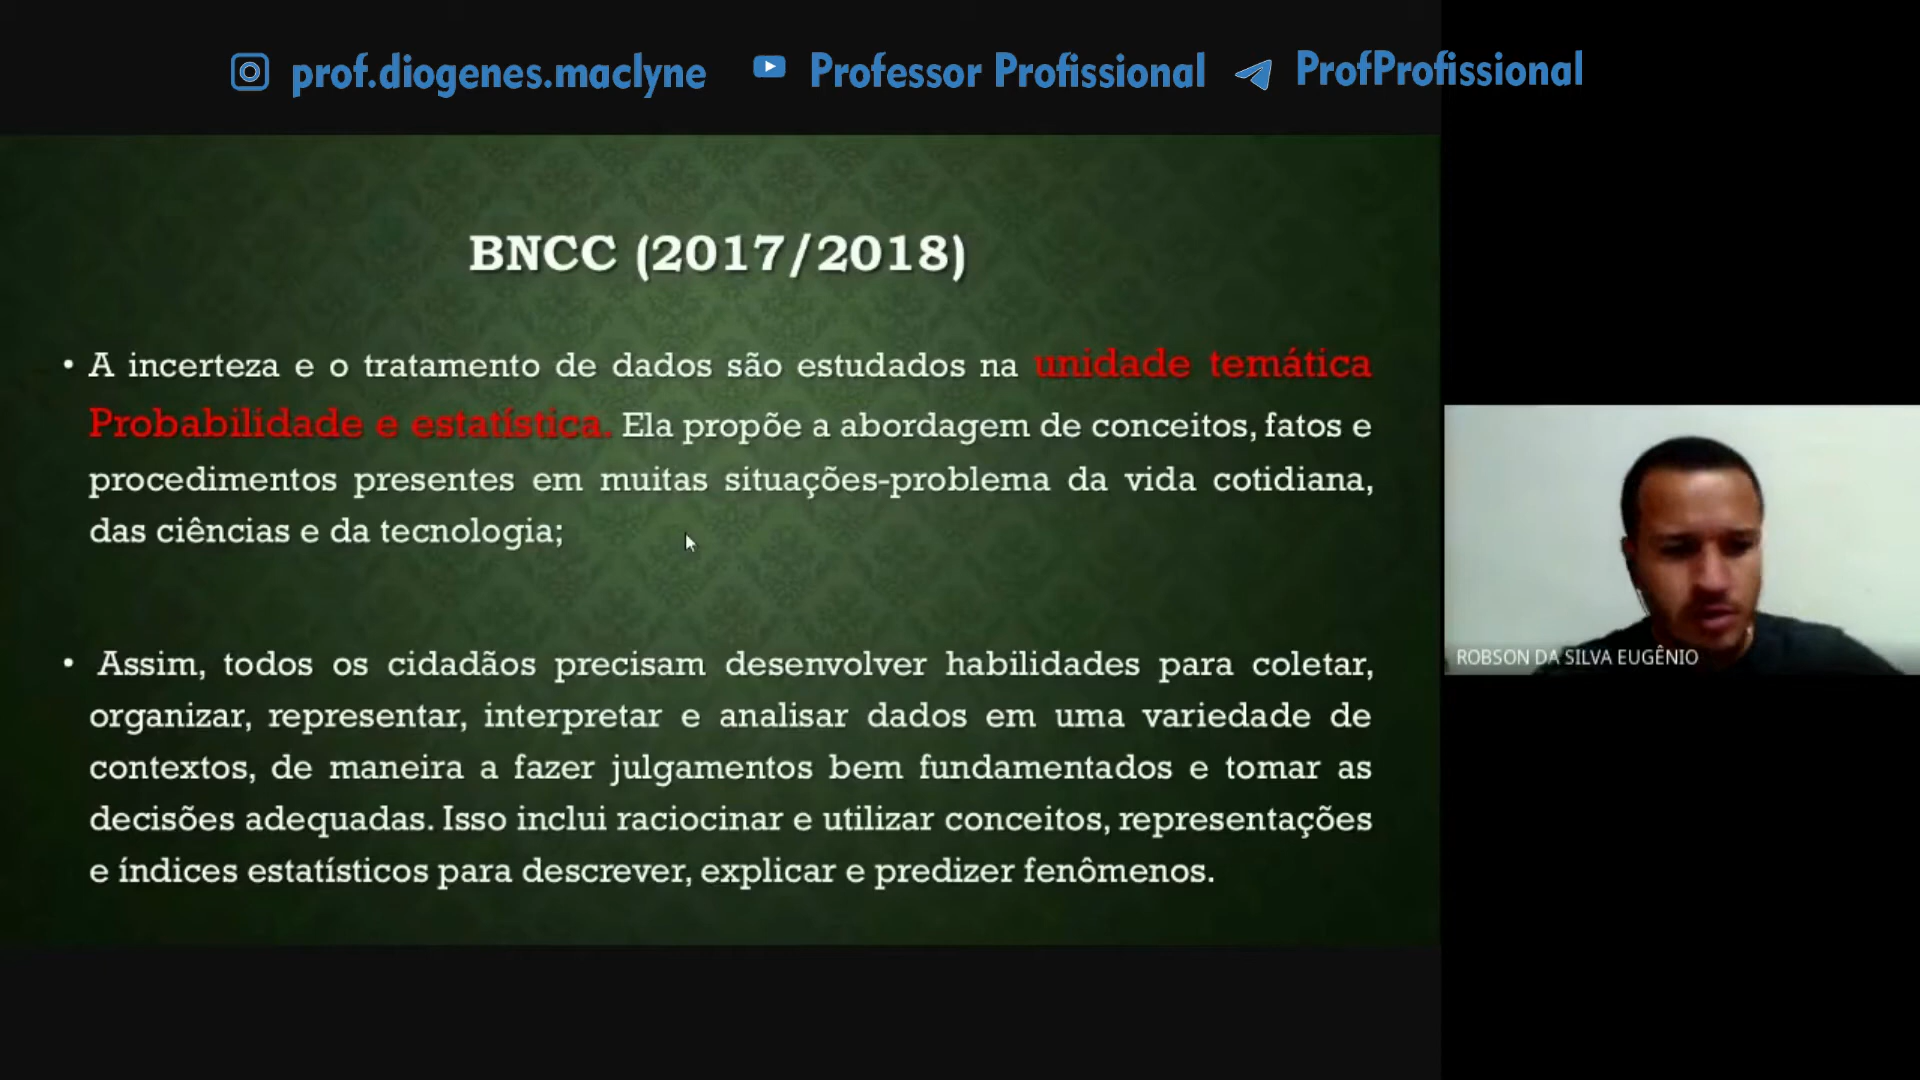 prof.diogenes.maclyne Professor Profissional ProfProfissional
BNCC (2017/2018)
• A incerteza e o tratamento de dados são estudados na unidade temática
Probabilidade e estatística. Ela propõe a abordagem de conceitos, fatos e
procedimentos presentes em muitas situações-problema da vida cotidiana,
das ciências e da tecnologia;
• Assim, todos os cidadãos precisam desenvolver habilidades para coletar,
organizar, representar, interpretar e analisar dados em uma variedade de
contextos, de maneira a fazer julgamentos bem fundamentados e tomar as
decisões adequadas. Isso inclui raciocinar e utilizar conceitos, representações
e índices estatísticos para descrever, explicar e predizer fenômenos.
ROBSON DA SILVA EUGÊNIO